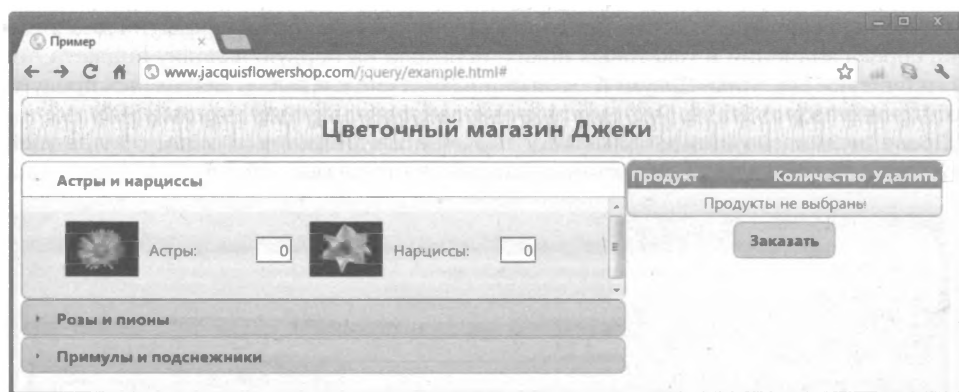 Пример
www.jacquisflowershop.com/jquery/example.html#
Цветочный магазин Джеки
Астры и нарциссы
Продукт Количество Удалить
Продукты не выбраны
Астры: 0 Нарциссы: 0
Заказать
Розы и пионы
Примулы и подснежники